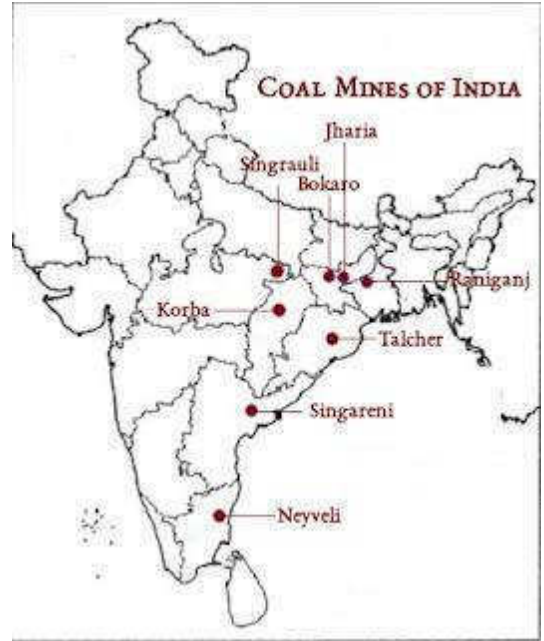 COAL MINES OF INDIA
Jharia
Singrauli
Bokaro
Raniganj
Korba
Talcher
Singareni
Neyveli